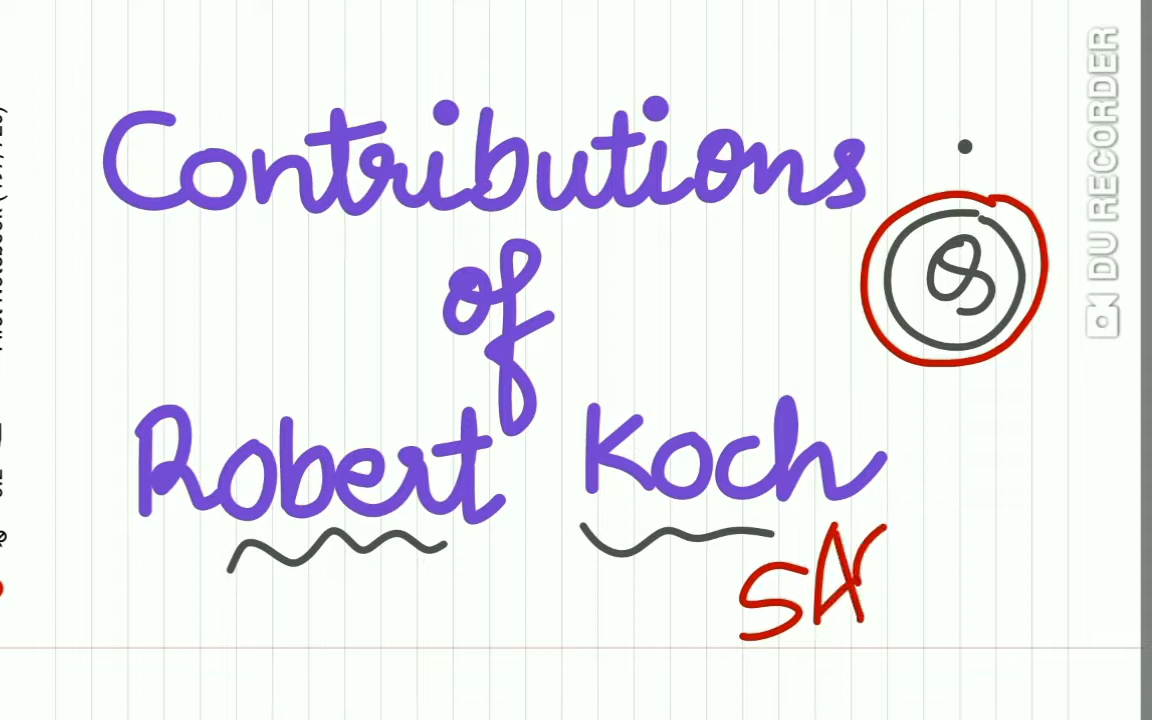 Contributions
of
Robert Koch
8
SA
DU RECORDER